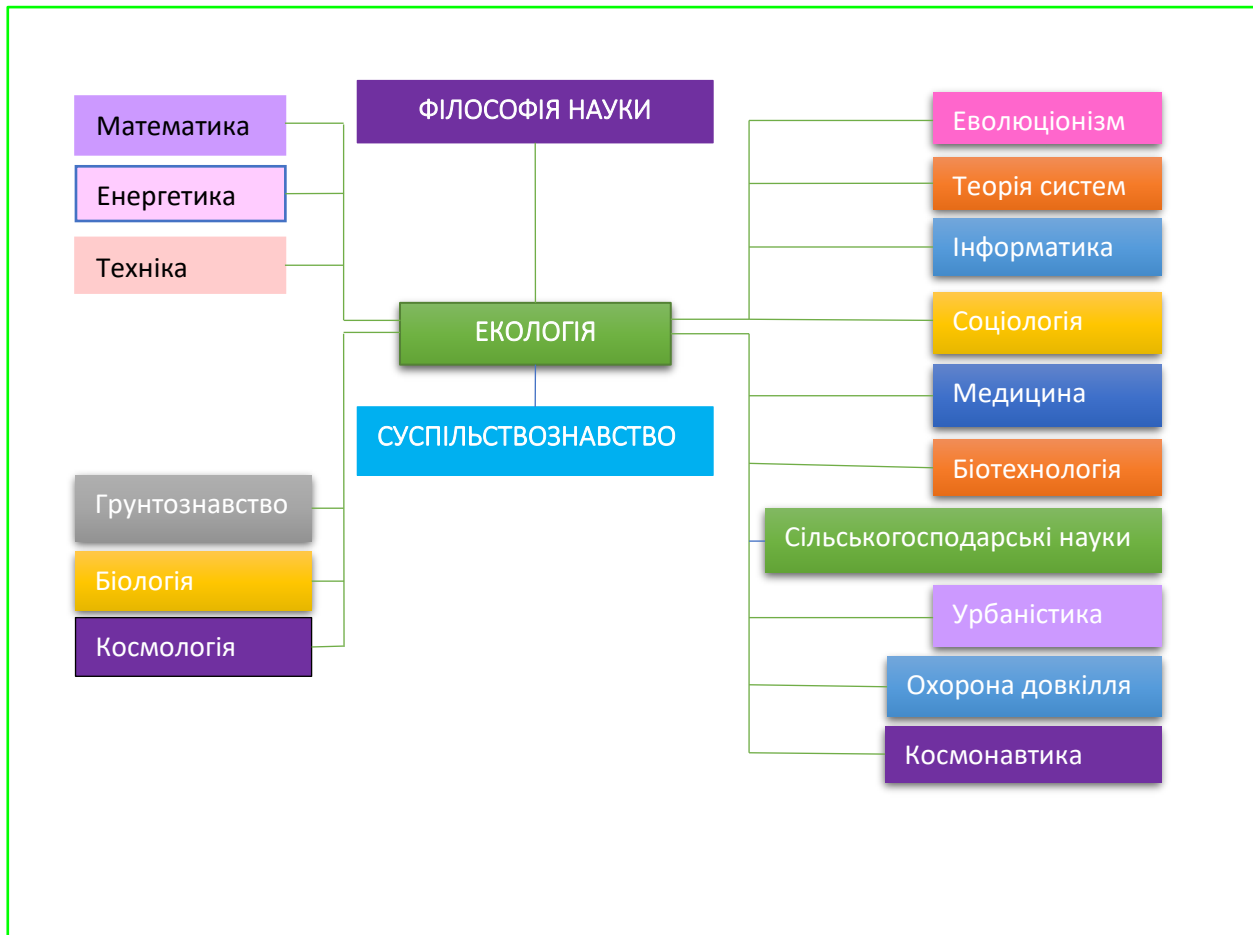 ФІЛОСОФІЯ НАУКИ
Математика
Енергетика
Техніка
ЕКОЛОГІЯ
СУСПІЛЬСТВОЗНАВСТВО
Грунтознавство
Біологія
Космологія
Еволюціонізм
Теорія систем
Інформатика
Соціологія
Медицина
Біотехнологія
Сільськогосподарські науки
Урбаністика
Охорона довкілля
Космонавтика